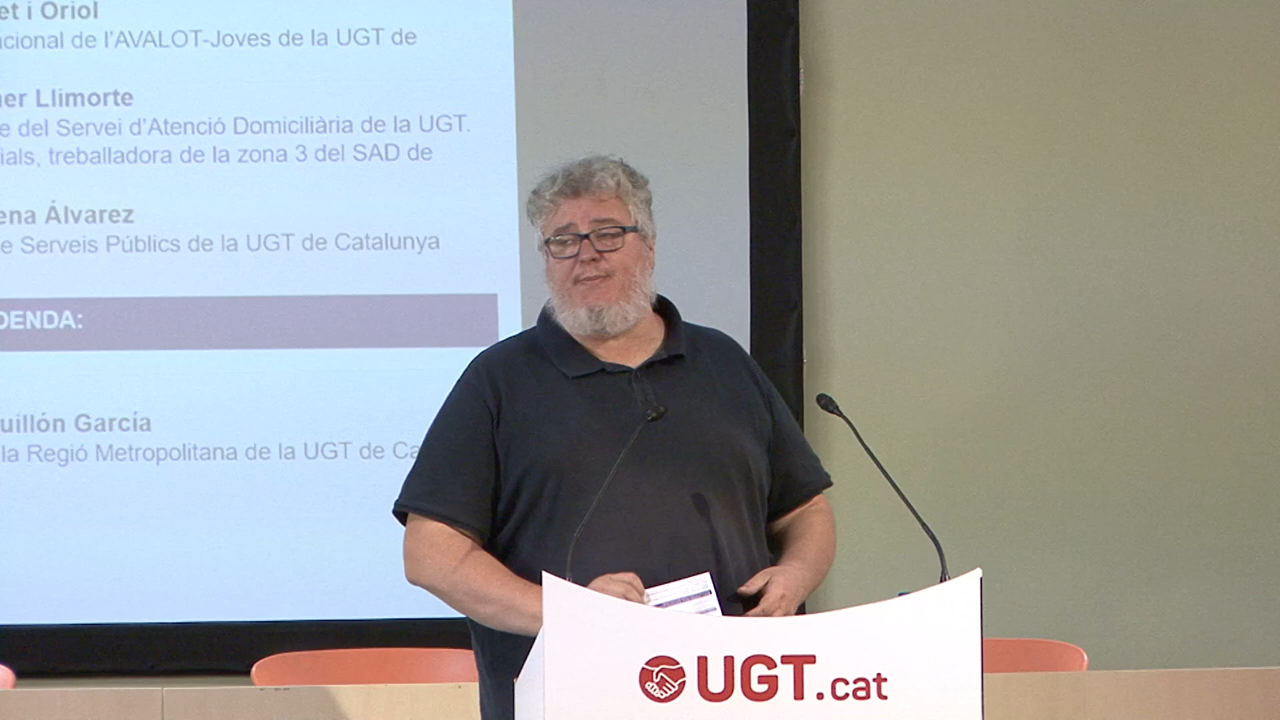 et i Oriol
cional de l'AVALOT-Joves de la UGT de
er Llimorte
e del Servei d'Atenció Domiciliària de la UGT.
ials, treballadora de la zona 3 del SAD de
ena Álvarez
e Serveis Públics de la UGT de Catalunya
DENDA:
uillón García
la Regió Metropolitana de la UGT de Ca
UGT.cat